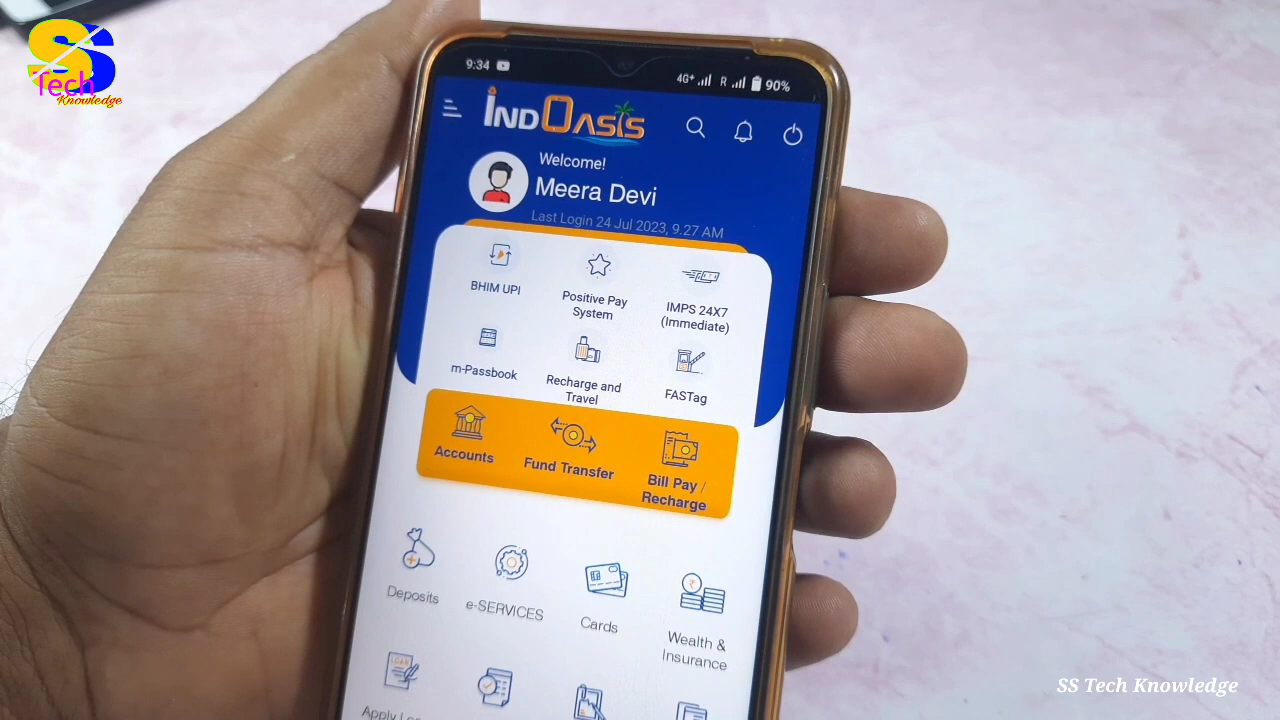 SS
Tech
Knowledge
9:34
4G+ R 90%
INDOASIS
Welcome!
Meera Devi
Last Login 24 Jul 2023, 9.27 AM
BHIM UPI
Positive Pay
System
IMPS 24X7
(Immediate)
m-Passbook
Recharge and
Travel
FASTag
Accounts
Fund Transfer
Bill Pay /
Recharge
Deposits
e-SERVICES
Cards
Wealth &
Insurance
LOAN
Apply
SS Tech Knowledge